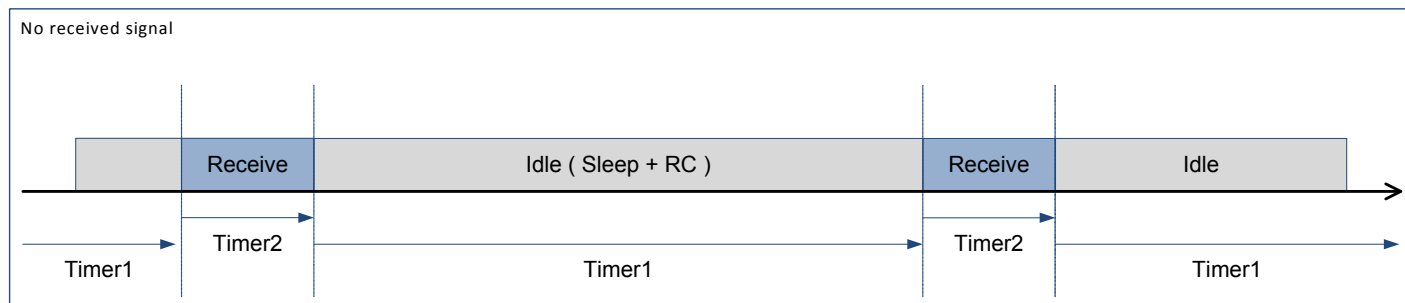 No received signal
Receive
Idle ( Sleep + RC )
Receive
Idle
Timer2
Timer2
Timer1
Timer1
Timer1